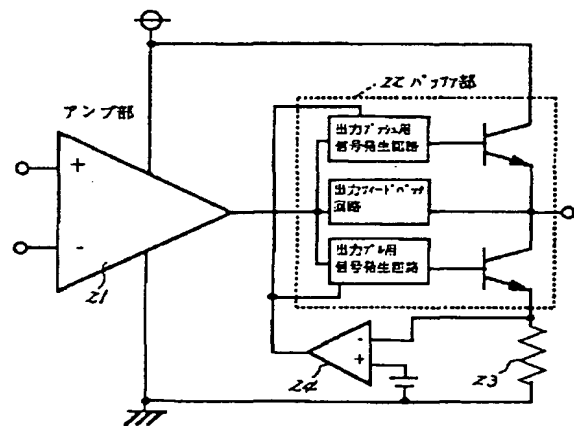 22 バッファ部
アンプ部
出力プッシュ用
信号発生回路
+
出力フィードバック
回路
-
出力プル用
信号発生回路
21
-
+
24
23